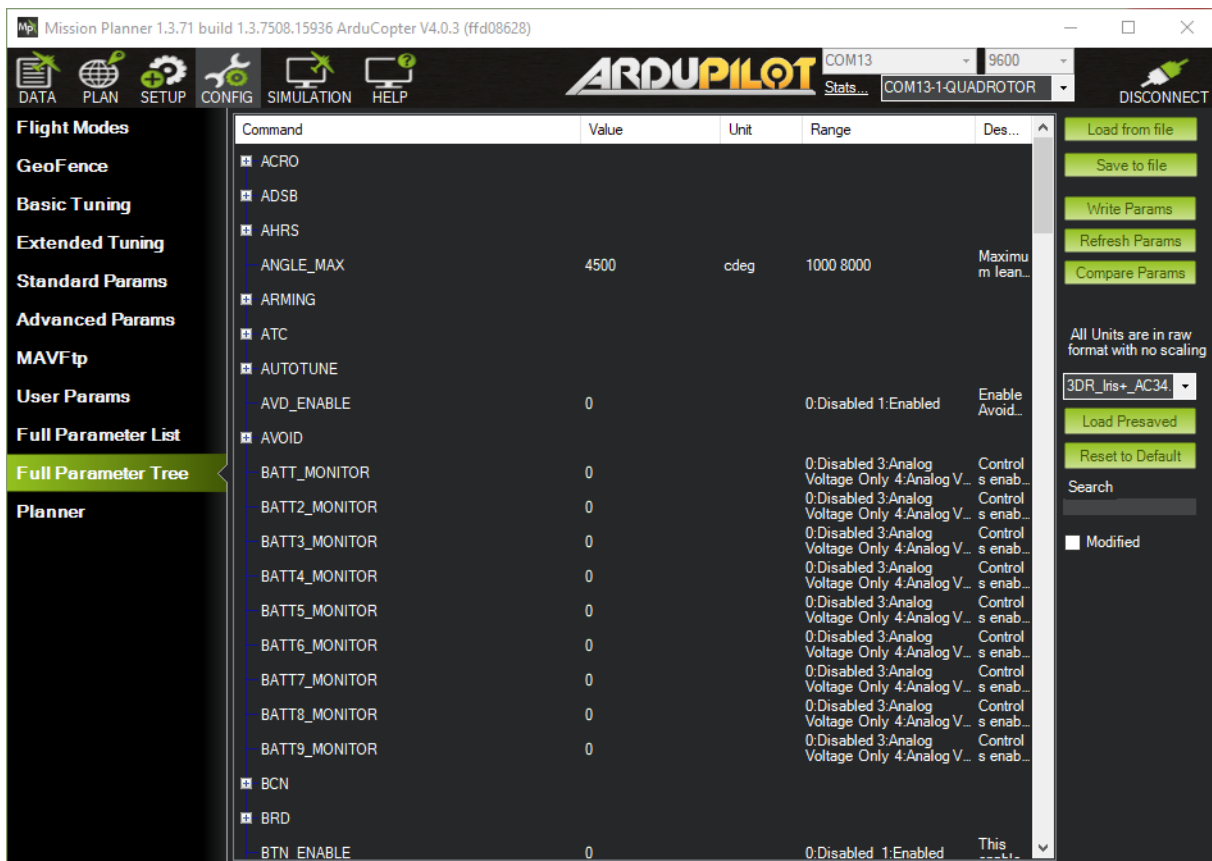 Mission Planner 1.3.71 build 1.3.7508.15936 ArduCopter V4.0.3 (ffd08628)
DATA PLAN SETUP CONFIG SIMULATION HELP
ARDUPILOT
COM13 9600
Stats... COM13-1-QUADROTOR
DISCONNECT
Flight Modes
GeoFence
Basic Tuning
Extended Tuning
Standard Params
Advanced Params
MAVFtp
User Params
Full Parameter List
Full Parameter Tree
Planner
Command Value Unit Range Des...
ACRO
ADSB
AHRS
ANGLE_MAX 4500 cdeg 1000 8000 Maximu
m lean...
ARMING
ATC
AUTOTUNE
AVD_ENABLE 0 0:Disabled 1:Enabled Enable
Avoid...
AVOID
BATT_MONITOR 0 0:Disabled 3:Analog Control
Voltage Only 4:Analog V... s enab...
BATT2_MONITOR 0 0:Disabled 3:Analog Control
Voltage Only 4:Analog V... s enab...
BATT3_MONITOR 0 0:Disabled 3:Analog Control
Voltage Only 4:Analog V... s enab...
BATT4_MONITOR 0 0:Disabled 3:Analog Control
Voltage Only 4:Analog V... s enab...
BATT5_MONITOR 0 0:Disabled 3:Analog Control
Voltage Only 4:Analog V... s enab...
BATT6_MONITOR 0 0:Disabled 3:Analog Control
Voltage Only 4:Analog V... s enab...
BATT7_MONITOR 0 0:Disabled 3:Analog Control
Voltage Only 4:Analog V... s enab...
BATT8_MONITOR 0 0:Disabled 3:Analog Control
Voltage Only 4:Analog V... s enab...
BATT9_MONITOR 0 0:Disabled 3:Analog Control
Voltage Only 4:Analog V... s enab...
BCN
BRD
BTN_ENABLE 0 0:Disabled 1:Enabled This
Load from file
Save to file
Write Params
Refresh Params
Compare Params
All Units are in raw
format with no scaling
3DR_Iris+_AC34.
Load Presaved
Reset to Default
Search
Modified